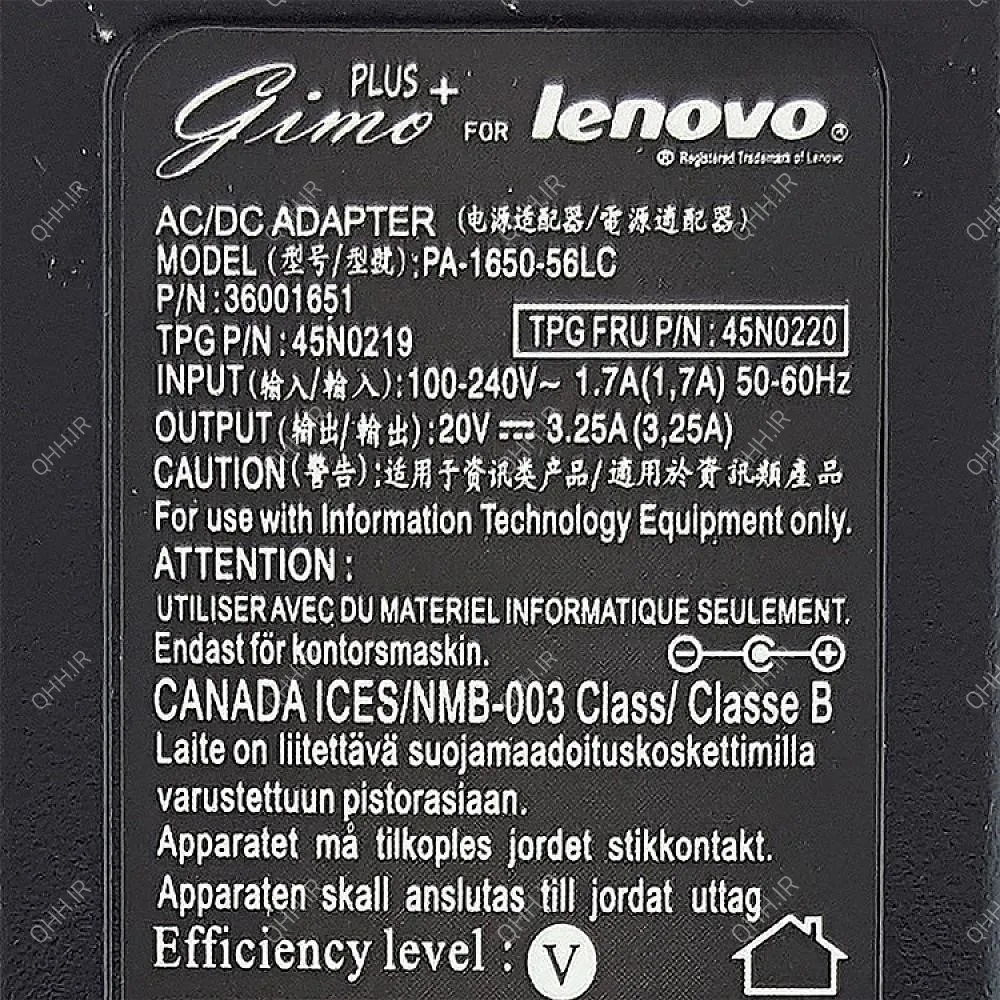 Gimo PLUS + FOR lenovo®
® Registered Trademark of Lenovo
AC/DC ADAPTER (电源适配器/電源適配器)
MODEL (型号/型號):PA-1650-56LC
P/N :36001651
TPG P/N : 45N0219
TPG FRU P/N : 45N0220
INPUT (输入/輸入):100-240V~ 1.7A(1,7A) 50-60Hz
OUTPUT (输出/輸出):20V ⎓ 3.25A (3,25A)
CAUTION (警告):适用于资讯类产品/適用於資訊類產品
For use with Information Technology Equipment only.
ATTENTION :
UTILISER AVEC DU MATERIEL INFORMATIQUE SEULEMENT.
Endast för kontorsmaskin.
CANADA ICES/NMB-003 Class/ Classe B
Laite on liitettävä suojamaadoituskoskettimilla
varustettuun pistorasiaan.
Apparatet må tilkoples jordet stikkontakt.
Apparaten skall anslutas till jordat uttag
Efficiency level : V
QHH.IR